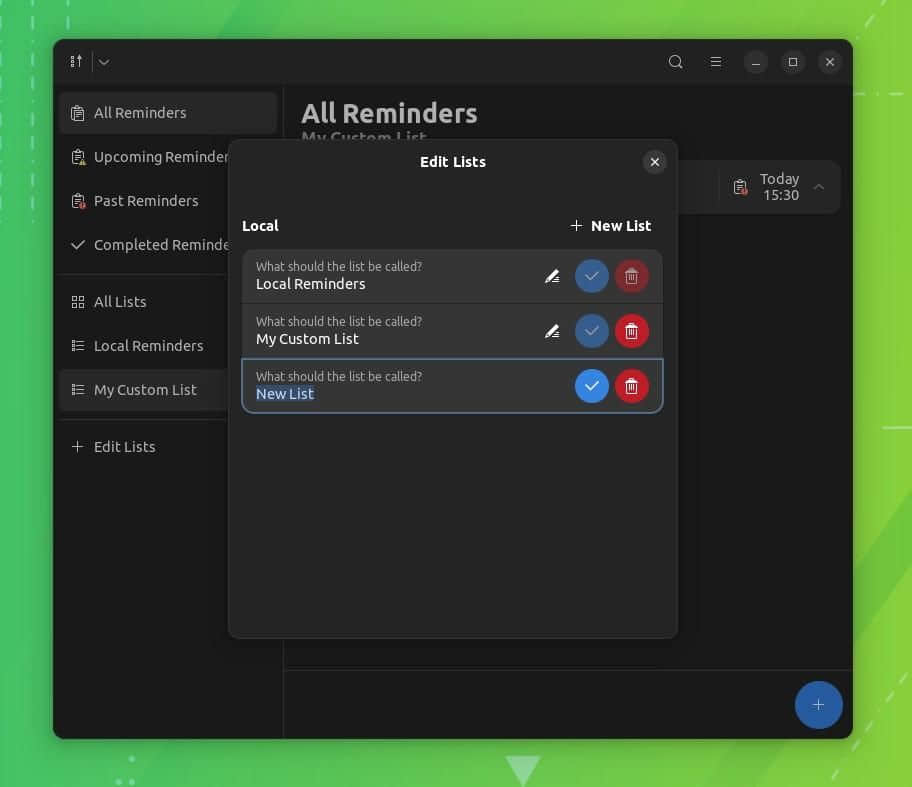 All Reminders
Upcoming Reminder
Past Reminders
Completed Reminde
All Lists
Local Reminders
My Custom List
Edit Lists
All Reminders
My Custom List
Today
15:30
Edit Lists
Local
New List
What should the list be called?
Local Reminders
What should the list be called?
My Custom List
What should the list be called?
New List